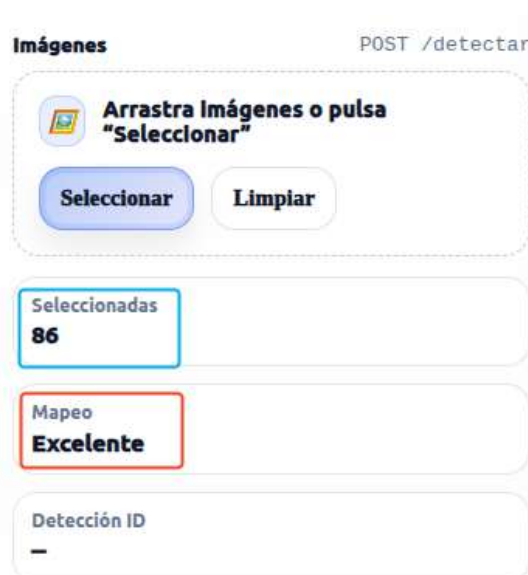 Imágenes POST /detectar
Arrastra Imágenes o pulsa
“Seleccionar”
Seleccionar Limpiar
Seleccionadas
86
Mapeo
Excelente
Detección ID
—